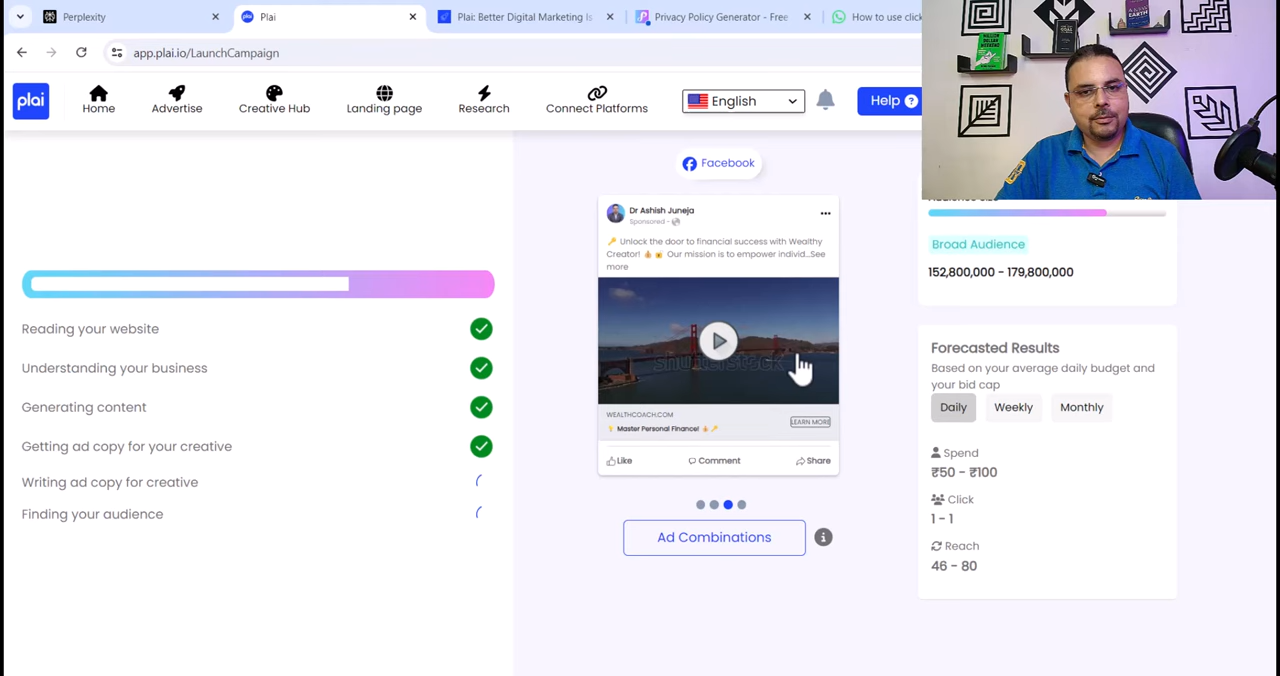 Perplexity
Plai
Plai: Better Digital Marketing Is
Privacy Policy Generator - Free
How to use click
app.plai.io/LaunchCampaign
plai
Home
Advertise
Creative Hub
Landing page
Research
Connect Platforms
English
Help ?
Reading your website
Understanding your business
Generating content
Getting ad copy for your creative
Writing ad copy for creative
Finding your audience
Facebook
Dr Ashish Juneja
Sponsored
🔑 Unlock the door to financial success with Wealthy
Creator! 💰 🔒 Our mission is to empower individ...See
more
shutterstock
WEALTHCOACH.COM
LEARN MORE
💡 Master Personal Finance! 💰 🔑
Like
Comment
Share
Ad Combinations
Broad Audience
152,800,000 - 179,800,000
Forecasted Results
Based on your average daily budget and
your bid cap
Daily
Weekly
Monthly
Spend
₹50 - ₹100
Click
1 - 1
Reach
46 - 80